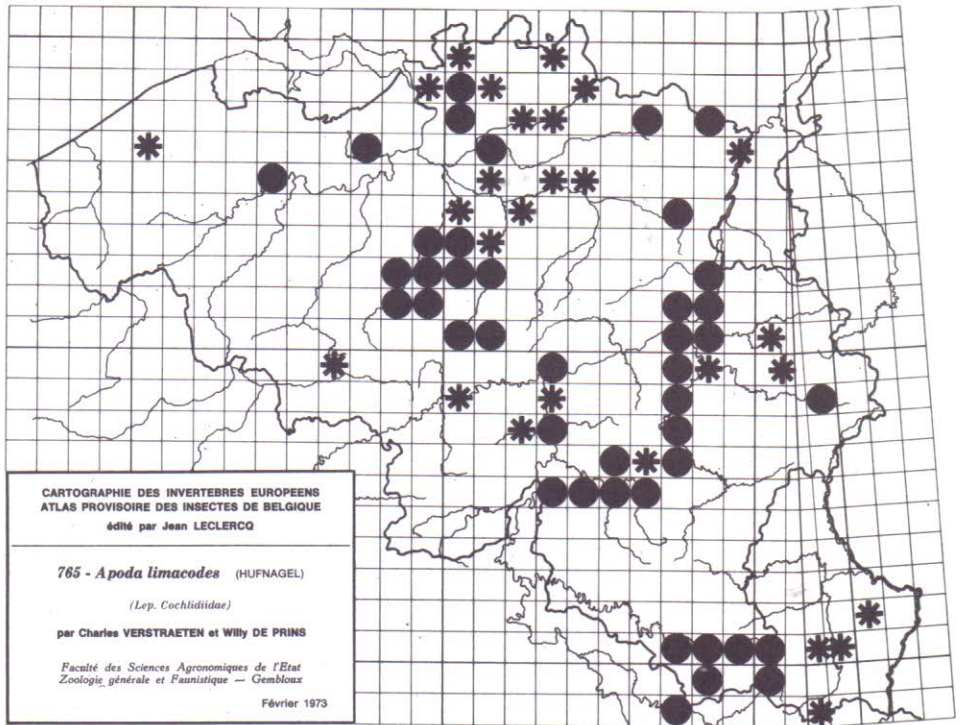 CARTOGRAPHIE DES INVERTEBRES EUROPEENS
ATLAS PROVISOIRE DES INSECTES DE BELGIQUE
édité par Jean LECLERCQ
765 - Apoda limacodes (HUFNAGEL)
(Lep. Cochlidiidae)
par Charles VERSTRAETEN et Willy DE PRINS
Faculté des Sciences Agronomiques de l'Etat
Zoologie générale et Faunistique — Gembloux
Février 1973